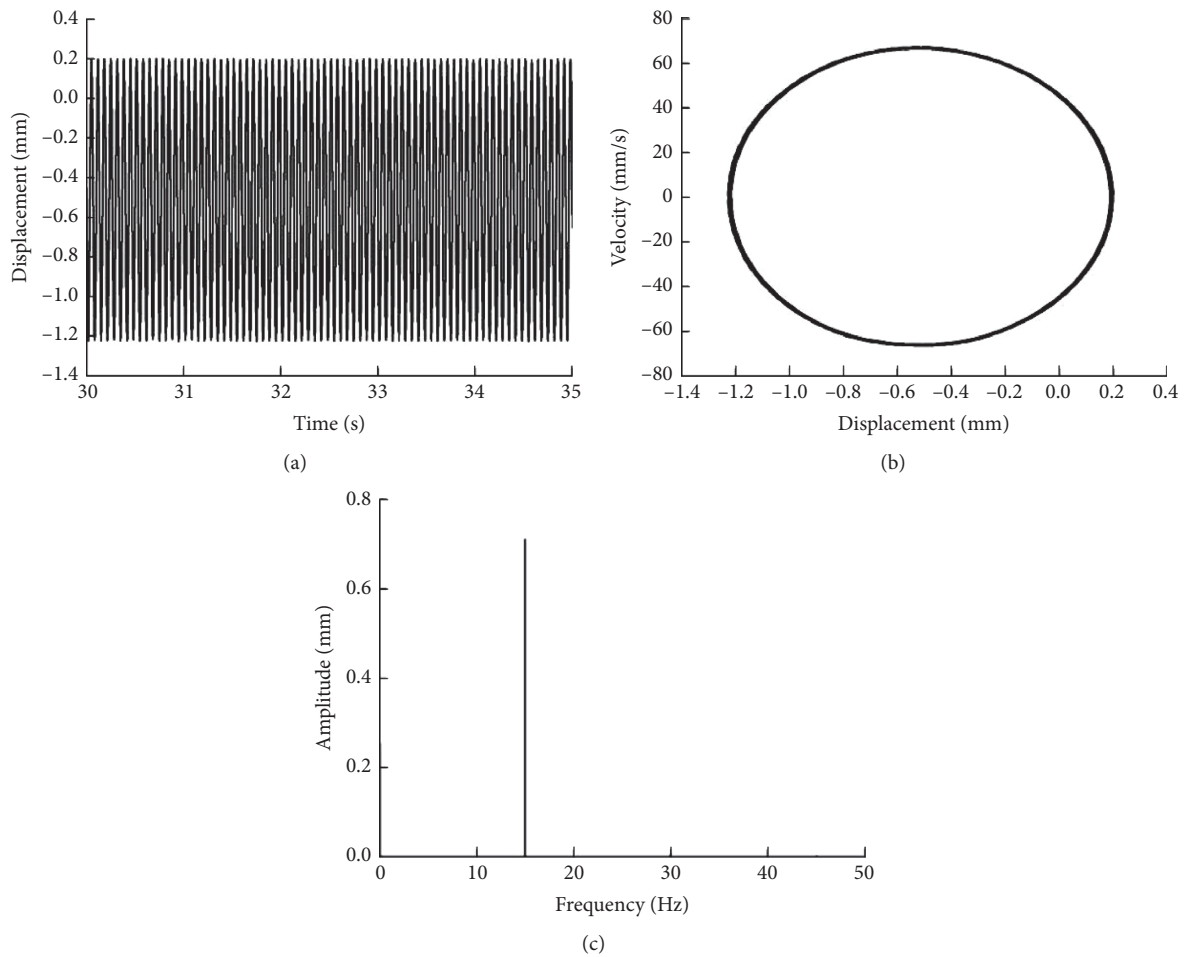 0.4
0.2
0.0
−0.2
−0.4
−0.6
−0.8
−1.0
−1.2
−1.4
Displacement (mm)
30 31 32 33 34 35
Time (s)
(a)
80
60
40
20
0
−20
−40
−60
−80
Velocity (mm/s)
−1.4 −1.2 −1.0 −0.8 −0.6 −0.4 −0.2 0.0 0.2 0.4
Displacement (mm)
(b)
0.8
0.6
0.4
0.2
0.0
Amplitude (mm)
0 10 20 30 40 50
Frequency (Hz)
(c)